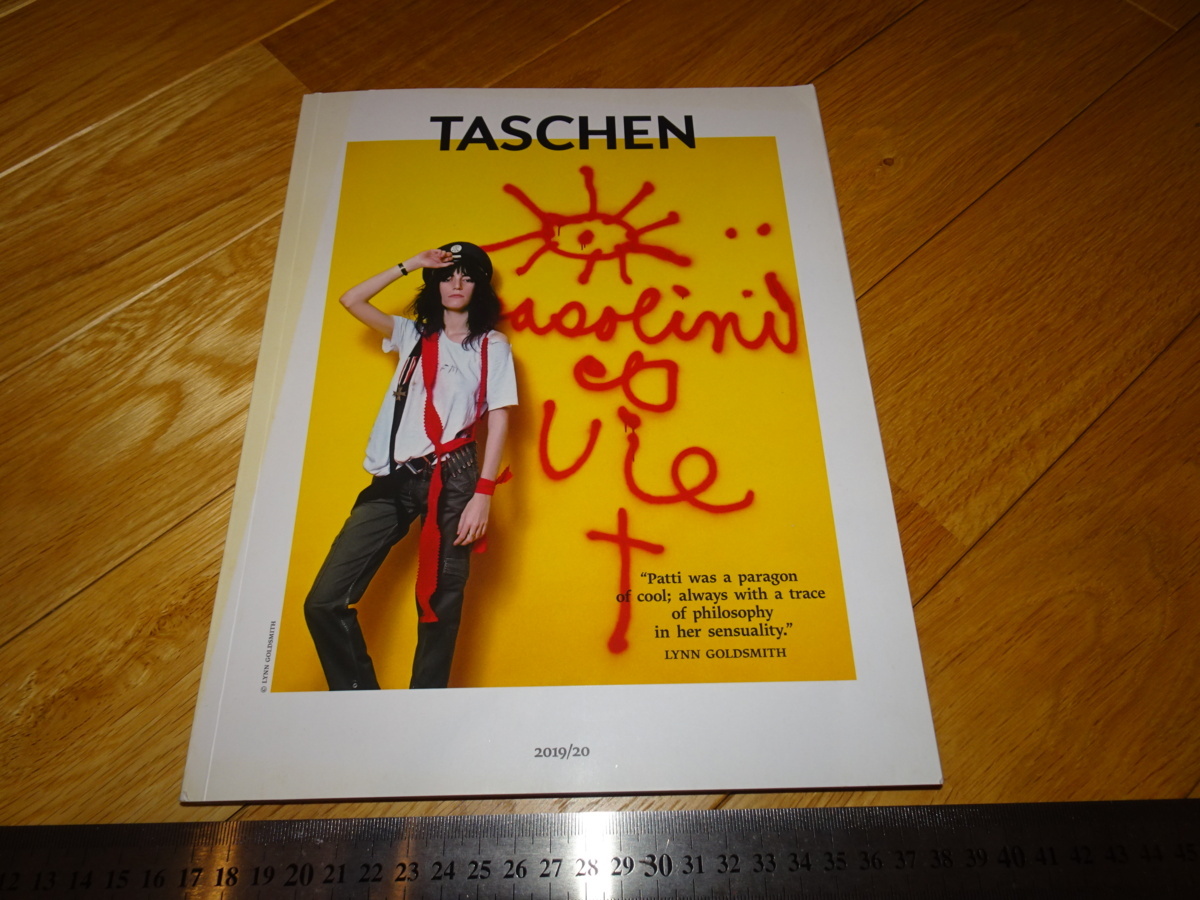 TASCHEN
asolini
vie
"Patti was a paragon
of cool; always with a trace
of philosophy
in her sensuality."
LYNN GOLDSMITH
© LYNN GOLDSMITH
2019/20
12 13 14 15 16 17 18 19 20 21 22 23 24 25 26 27 28 29 30 31 32 33 34 35 36 37 38 39 40 41 42 43 44 45